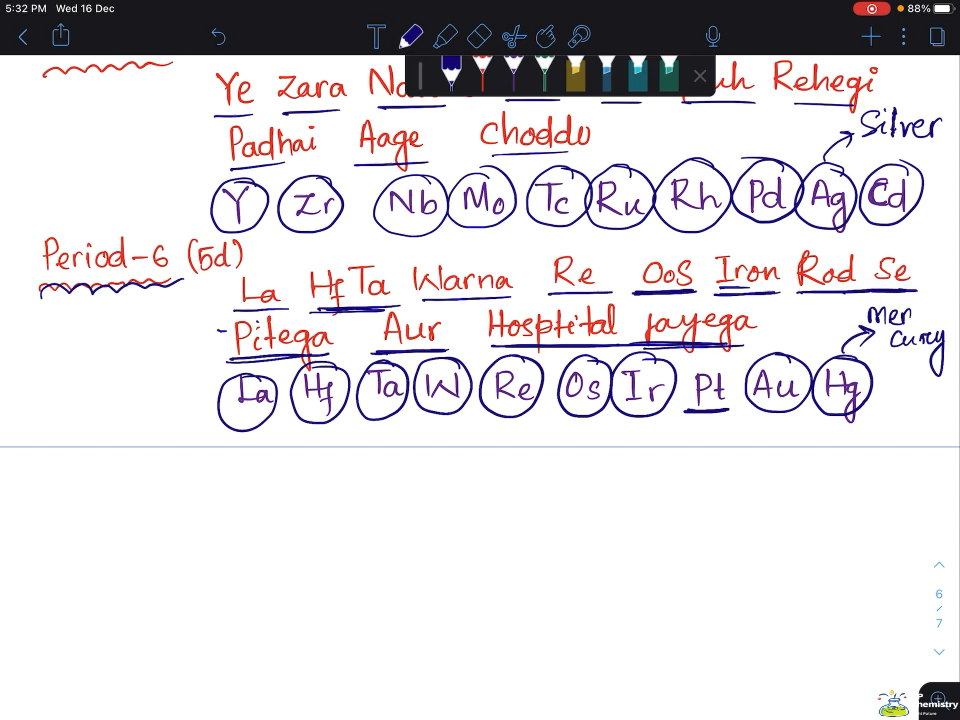 5:32 PM Wed 16 Dec
88%
Ye Zara Rehegi
Padhai Aage Choddo
Silver
Y Zr Nb Mo Tc Ru Rh Pd Ag Cd
Period-6 (5d)
La Hf Ta Warna Re OoS Iron Rod Se
Pitega Aur Hosptital jayega
Mer
cury
La Hf Ta W Re Os Ir Pt Au Hg
6
/
7